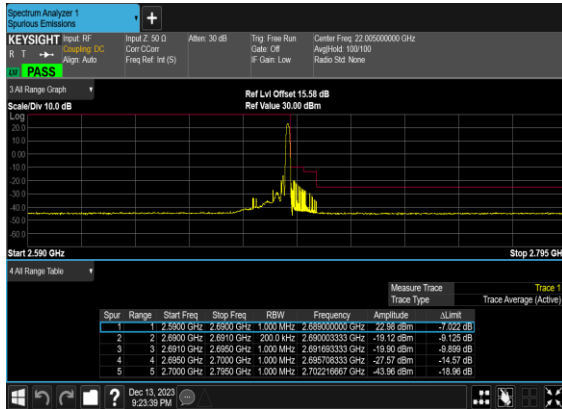 Spectrum Analyzer 1
Spurious Emissions
+
KEYSIGHT
R T
LW
PASS
Input: RF
Coupling: DC
Align: Auto
Input Z: 50 Ω
Corr CCorr
Freq Ref: Int (S)
Atten: 30 dB
Trig: Free Run
Gate: Off
IF Gain: Low
Center Freq: 22.005000000 GHz
Avg|Hold: 100/100
Radio Std: None
3 All Range Graph
Scale/Div 10.0 dB
Ref Lvl Offset 15.58 dB
Ref Value 30.00 dBm
Log
20.0
10.0
0.00
-10.0
-20.0
-30.0
-40.0
-50.0
-60.0
Start 2.590 GHz
Stop 2.795 GHz
4 All Range Table
Measure Trace Trace 1
Trace Type Trace Average (Active)
Spur Range Start Freq Stop Freq RBW Frequency Amplitude ΔLimit
1 1 2.5900 GHz 2.6900 GHz 1.000 MHz 2.689000000 GHz 22.98 dBm -7.022 dB
2 2 2.6900 GHz 2.6910 GHz 200.0 kHz 2.690003333 GHz -19.12 dBm -9.125 dB
3 3 2.6910 GHz 2.6950 GHz 1.000 MHz 2.691693333 GHz -19.90 dBm -9.899 dB
4 4 2.6950 GHz 2.7000 GHz 1.000 MHz 2.695708333 GHz -27.57 dBm -14.57 dB
5 5 2.7000 GHz 2.7950 GHz 1.000 MHz 2.702216667 GHz -43.96 dBm -18.96 dB
?
Dec 13, 2023
9:23:39 PM